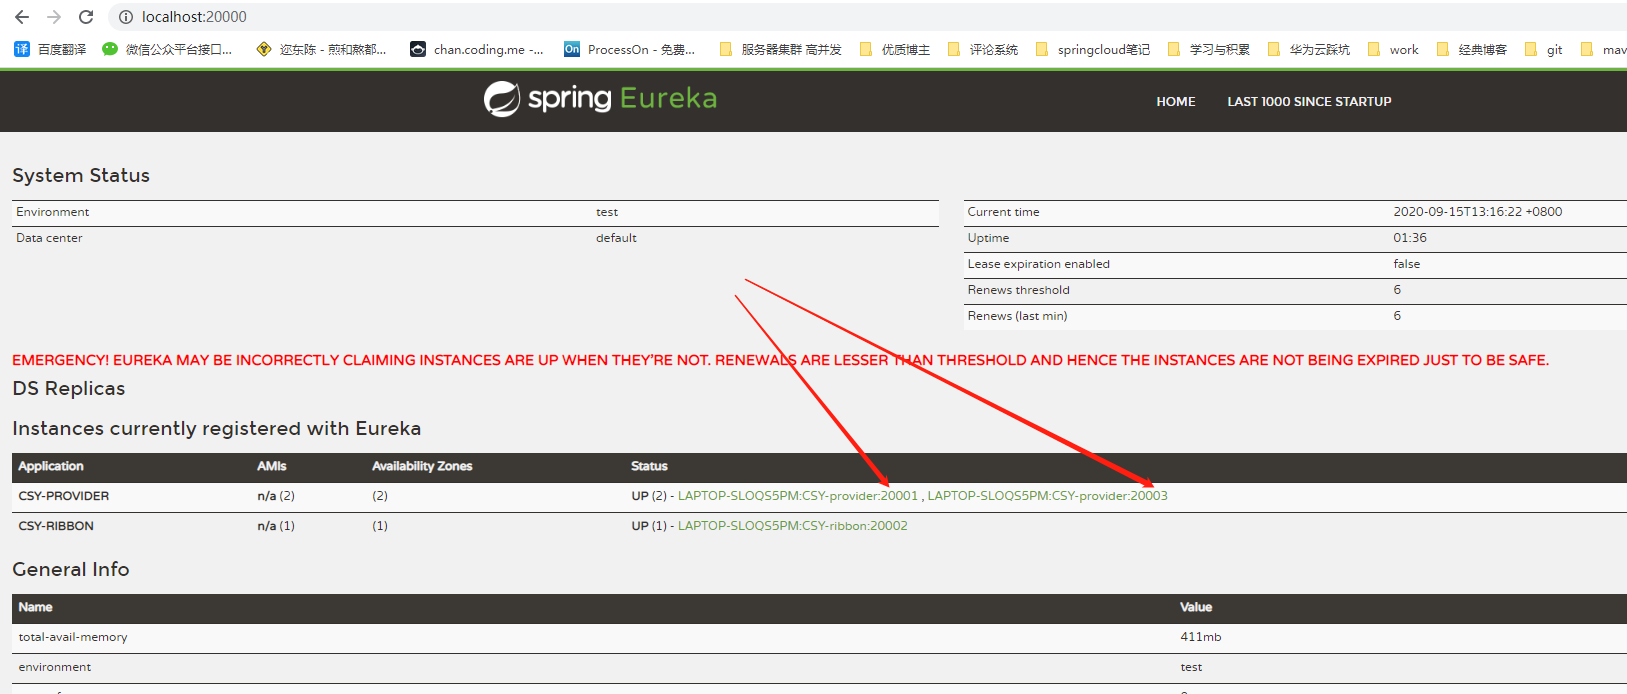 localhost:20000
译 百度翻译 微信公众平台接口... 恋东陈 - 煎和熬都... chan.coding.me -... On ProcessOn - 免费... 服务器集群 高并发 优质博主 评论系统 springcloud笔记 学习与积累 华为云踩坑 work 经典博客 git mav
spring Eureka HOME LAST 1000 SINCE STARTUP
System Status
Environment test Current time 2020-09-15T13:16:22 +0800
Data center default Uptime 01:36
Lease expiration enabled false
Renews threshold 6
Renews (last min) 6
EMERGENCY! EUREKA MAY BE INCORRECTLY CLAIMING INSTANCES ARE UP WHEN THEY'RE NOT. RENEWALS ARE LESSER THAN THRESHOLD AND HENCE THE INSTANCES ARE NOT BEING EXPIRED JUST TO BE SAFE.
DS Replicas
Instances currently registered with Eureka
Application AMIs Availability Zones Status
CSY-PROVIDER n/a (2) (2) UP (2) - LAPTOP-SLOQS5PM:CSY-provider:20001 , LAPTOP-SLOQS5PM:CSY-provider:20003
CSY-RIBBON n/a (1) (1) UP (1) - LAPTOP-SLOQS5PM:CSY-ribbon:20002
General Info
Name Value
total-avail-memory 411mb
environment test